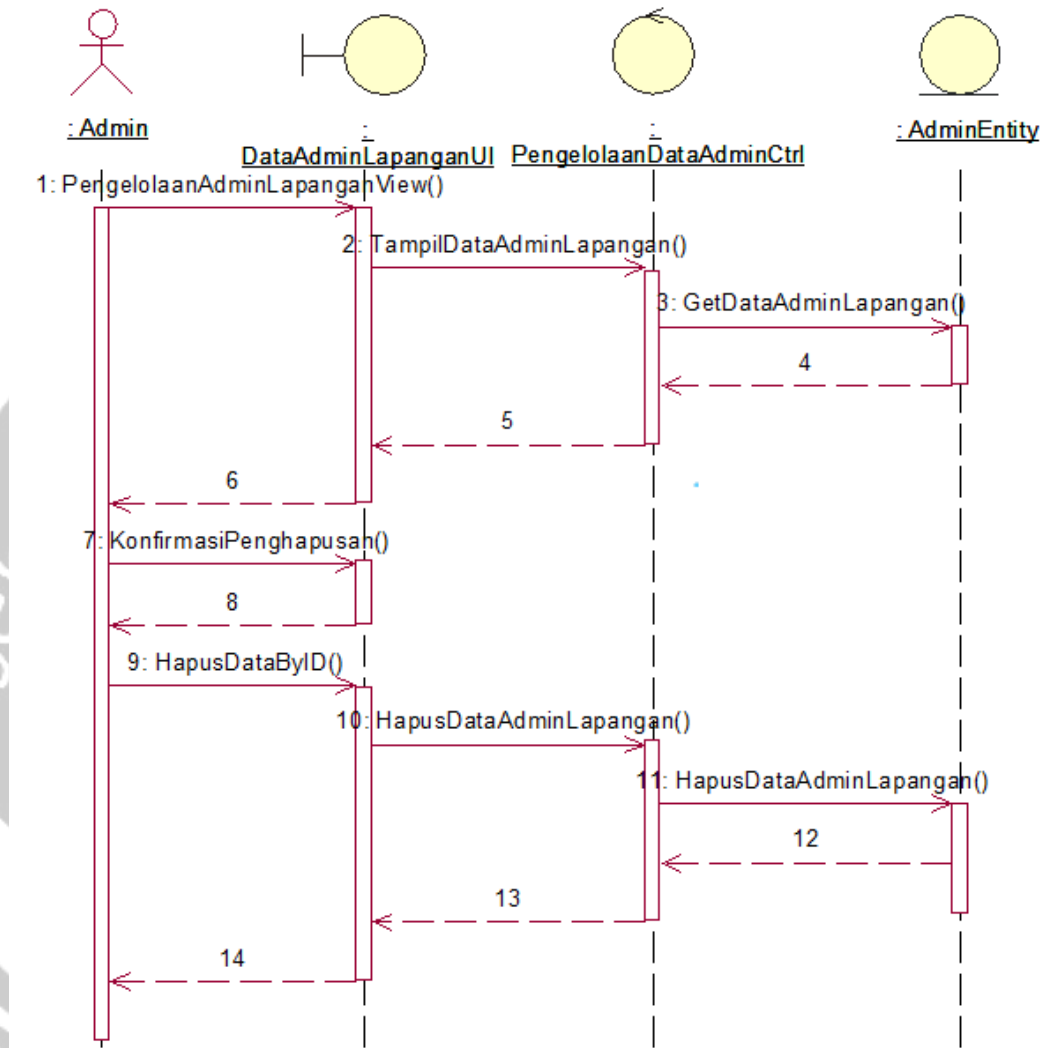 : Admin
:
DataAdminLapanganUI
:
PengelolaanDataAdminCtrl
: AdminEntity
1: PengelolaanAdminLapanganView()
2: TampilDataAdminLapangan()
3: GetDataAdminLapangan()
4
5
6
7: KonfirmasiPenghapusan()
8
9: HapusDataByID()
10: HapusDataAdminLapangan()
11: HapusDataAdminLapangan()
12
13
14